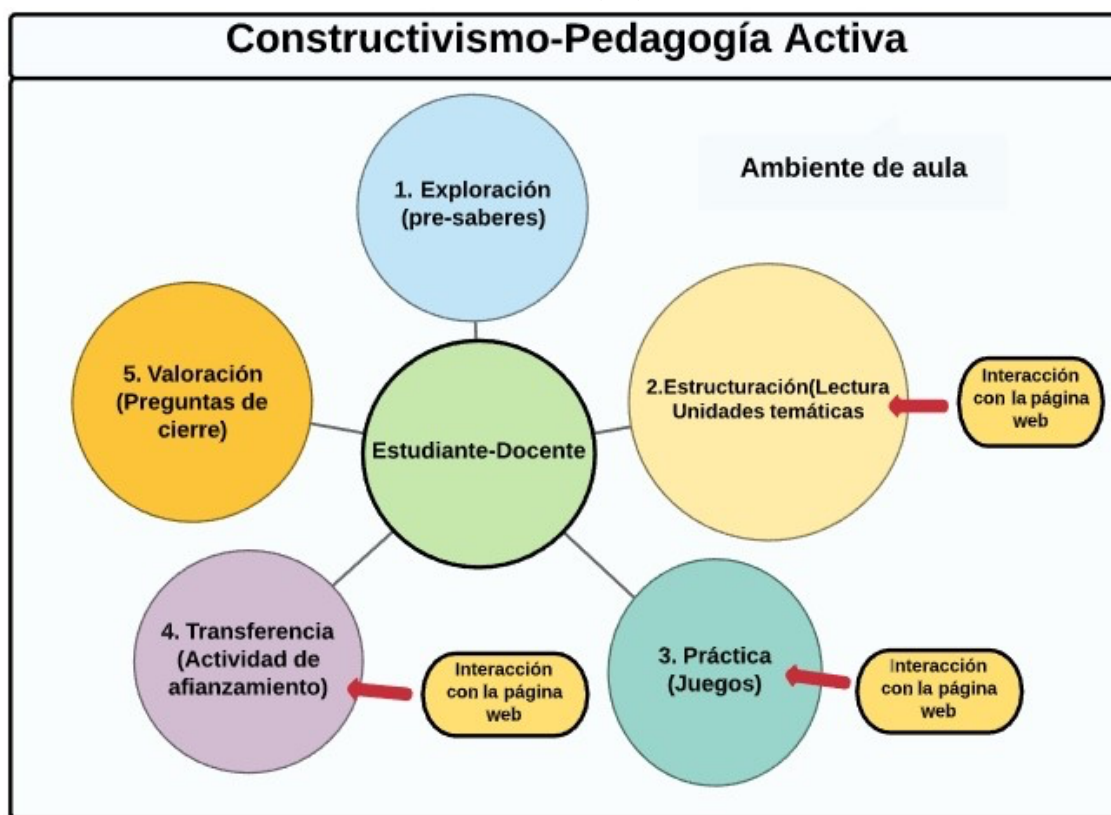 Constructivismo-Pedagogía Activa
Ambiente de aula
1. Exploración
(pre-saberes)
2.Estructuración(Lectura
Unidades temáticas
Interacción
con la página
web
5. Valoración
(Preguntas de
cierre)
Estudiante-Docente
4. Transferencia
(Actividad de
afianzamiento)
Interacción
con la página
web
3. Práctica
(Juegos)
Interacción
con la página
web